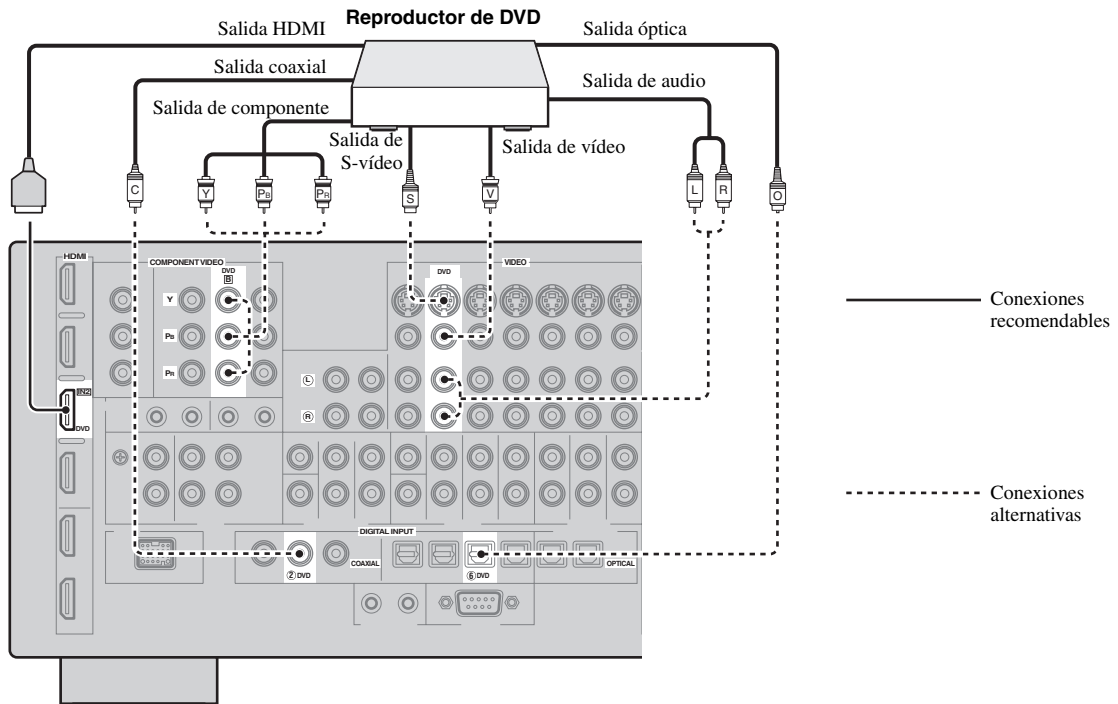 Reproductor de DVD
Salida HDMI
Salida óptica
Salida coaxial
Salida de audio
Salida de componente
Salida de
S-vídeo
Salida de vídeo
C
Y
PB
PR
S
V
L
R
O
HDMI
COMPONENT VIDEO
DVD
B
VIDEO
DVD
Y
PB
PR
L
R
IN2
DVD
Conexiones
recomendables
Conexiones
alternativas
DIGITAL INPUT
② DVD
COAXIAL
⑥ DVD
OPTICAL